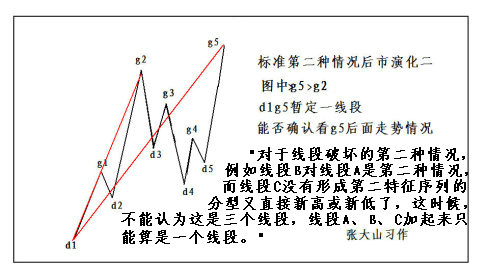 标准第二种情况后市演化二
图中:g5>g2
d1g5暂定一线段
能否确认看g5后面走势情况
"对于线段破坏的第二种情况，
例如线段B对线段A是第二种情况，
而线段C没有形成第二特征序列的
分型又直接新高或新低了，这时候，
不能认为这是三个线段，线段A、B、C加起来只
能算是一个线段。"
张大山习作
g5
g2
g3
g4
g1
d3
d5
d4
d2
d1